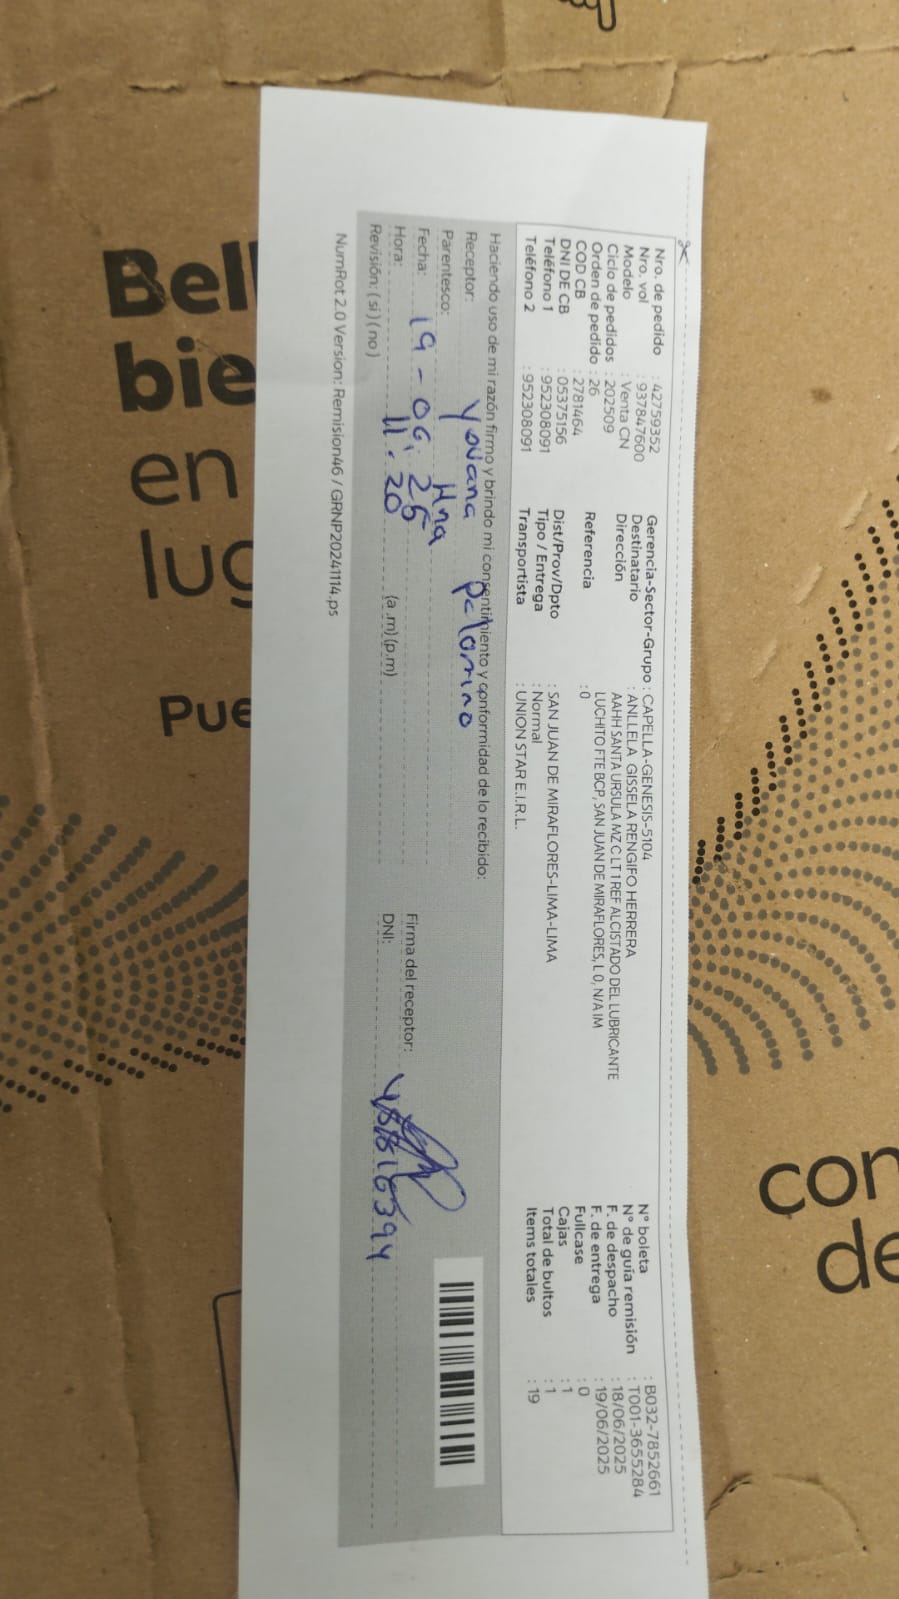 Nro. de pedido : 42759352
Nro. vol : 937847600
Modelo : Venta CN
Ciclo de pedidos : 202509
Orden de pedido : 26
COD CB : 2781464
DNI DE CB : 05375156
Teléfono 1 : 952308091
Teléfono 2 : 952308091
Gerencia-Sector-Grupo : CAPELLA-GENESIS-5104
Destinatario : ANLLELA GISSELA RENGIFO HERRERA
Dirección : AAHH SANTA URSULA MZ C LT 1 REF AL CISTADO DEL LUBRICANTE
LUCHITO FTE BCP, SAN JUAN DE MIRAFLORES, L 0, N/A IM
Referencia : 0
Dist/Prov/Dpto : SAN JUAN DE MIRAFLORES-LIMA-LIMA
Tipo / Entrega : Normal
Transportista : UNION STAR E.I.R.L.
N° boleta : B032-7852661
N° de guía remisión : T001-3655284
F. de despacho : 18/06/2025
F. de entrega : 19/06/2025
Fullcase : 0
Cajas : 1
Total de bultos : 1
Items totales : 19
Haciendo uso de mi razón firmo y brindo mi consentimiento y conformidad de lo recibido:
Receptor: Yovana Palomino
Parentesco: Hna
Fecha: 19 - 06. 25
Hora: 11. 20 (a .m) (p.m)
Revisión: ( si ) ( no )
Firma del receptor:
DNI:
NumRot 2.0 Version: Remision46 / GRNP20241114.ps
Bel
bie
en
lug
Pue
con
de